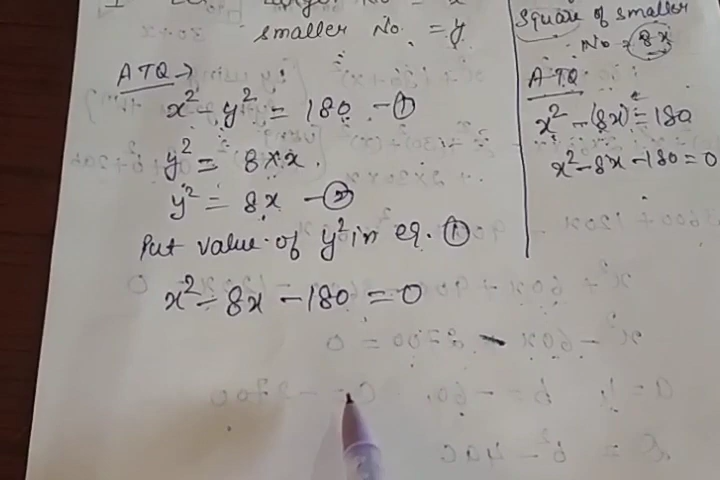 smaller No. = y
ATQ →
x² - y² = 180 - ①
y² = 8 × x.
y² = 8x - ②
Put value of y² in eq. ①
x² - 8x - 180 = 0
Square of smaller
No = 8x
ATQ
x² - (8x) = 180
x² - 8x - 180 = 0